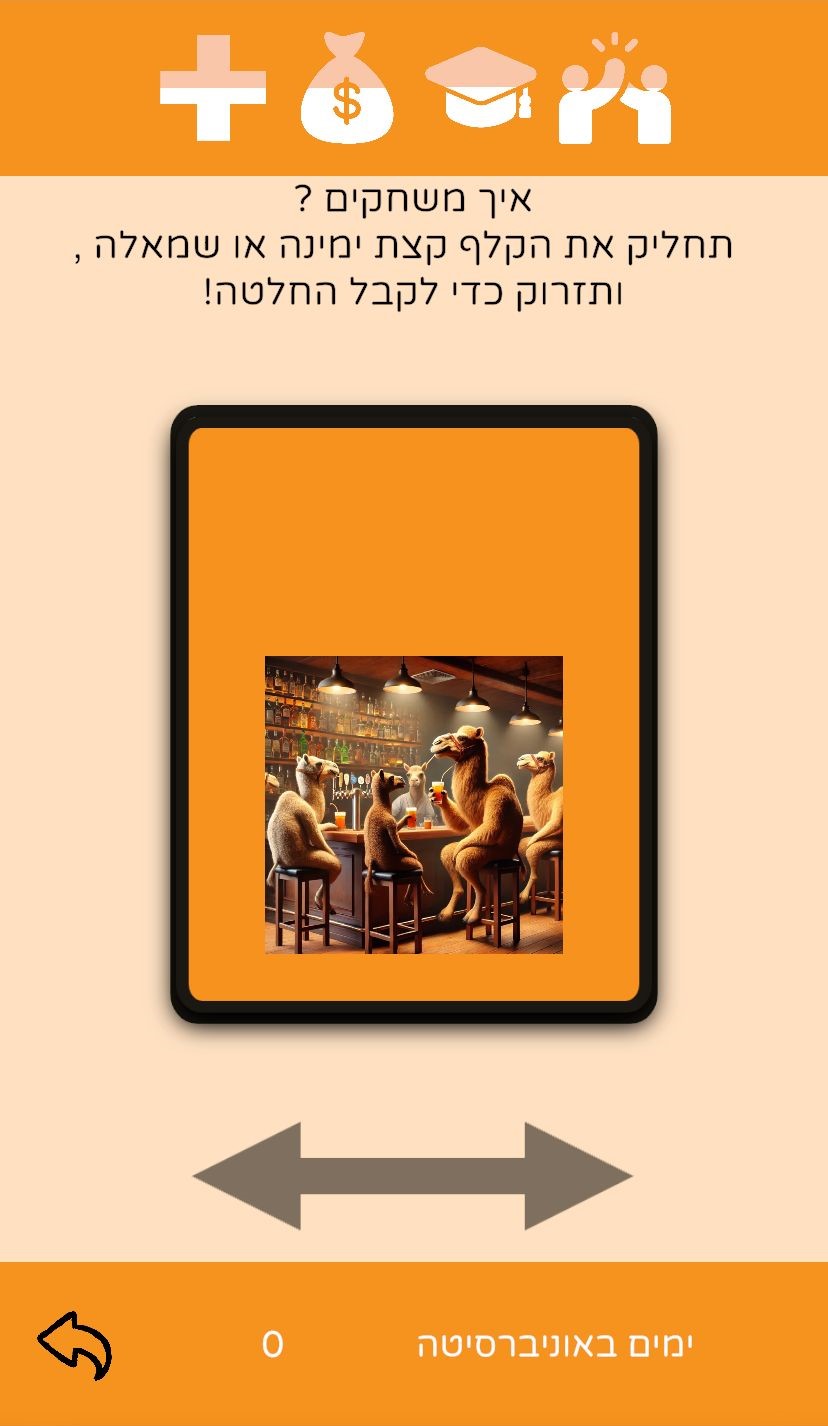 $
איך משחקים ?
תחליק את הקלף קצת ימינה או שמאלה ,
ותזרוק כדי לקבל החלטה!
ימים באוניברסיטה 0